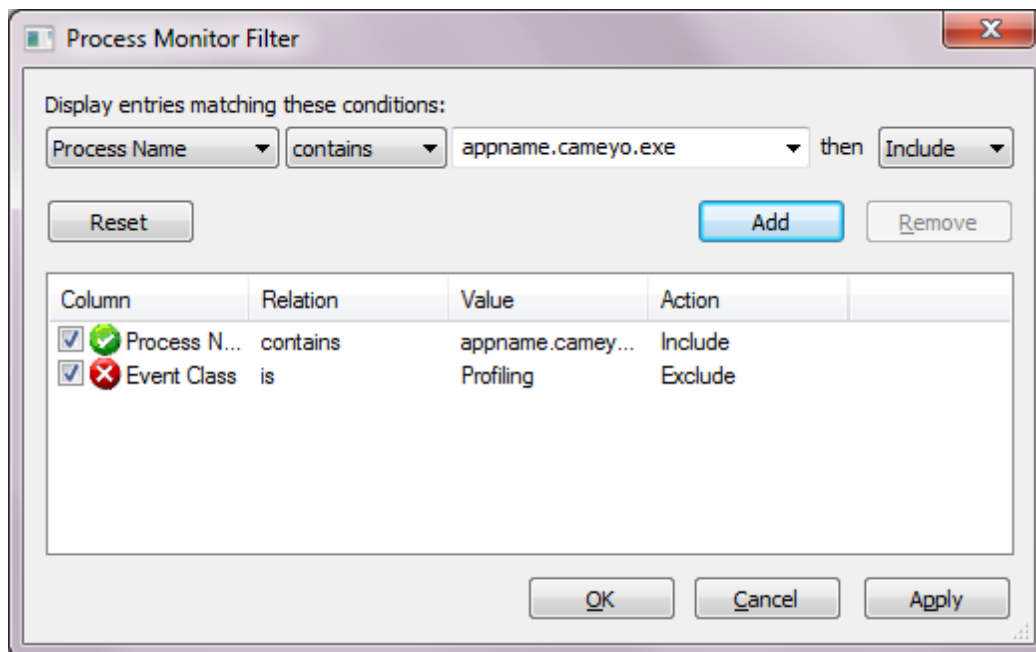 Process Monitor Filter
Display entries matching these conditions:
Process Name contains appname.cameyo.exe then Include
Reset Add Remove
Column Relation Value Action
Process N... contains appname.camey... Include
Event Class is Profiling Exclude
OK Cancel Apply